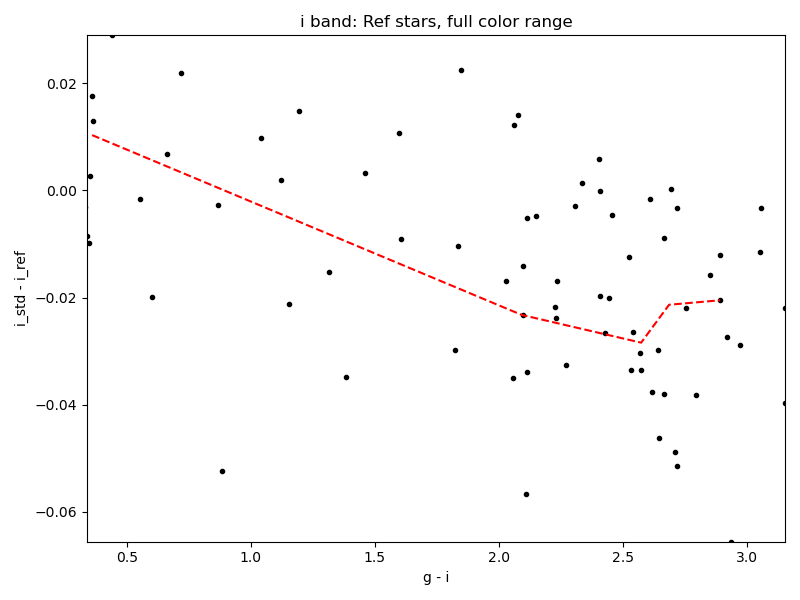 i band: Ref stars, full color range
i_std - i_ref
0.02
0.00
−0.02
−0.04
−0.06
0.5 1.0 1.5 2.0 2.5 3.0
g - i